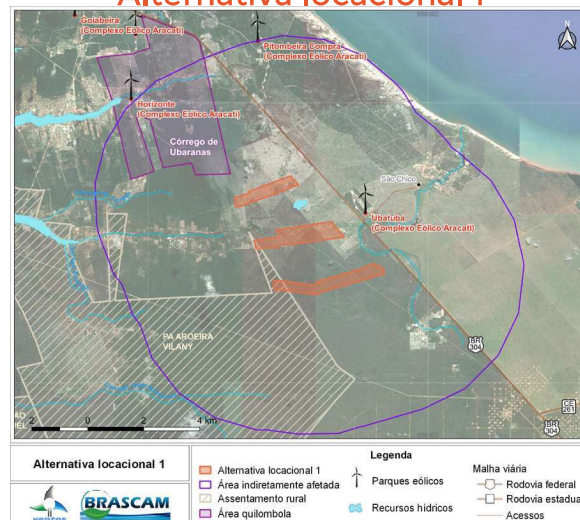 Alternativa locacional 1
Goiabeira
(Complexo Eólico Aracati)
Pitombeira Compra
(Complexo Eólico Aracati)
N
Horizonte
(Complexo Eólico Aracati)
Córrego de
Ubaranas
São Chico
Ubatuba
(Complexo Eólico Aracati)
PA AROEIRA
VILANY
BR
304
CE
261
BR
304
2 0 2 4 km
Alternativa locacional 1
BRASCAM
Legenda
Alternativa locacional 1
Área indiretamente afetada
Assentamento rural
Área quilombola
Parques eólicos
Recursos hídricos
Malha viária
Rodovia federal
Rodovia estadua
Acessos